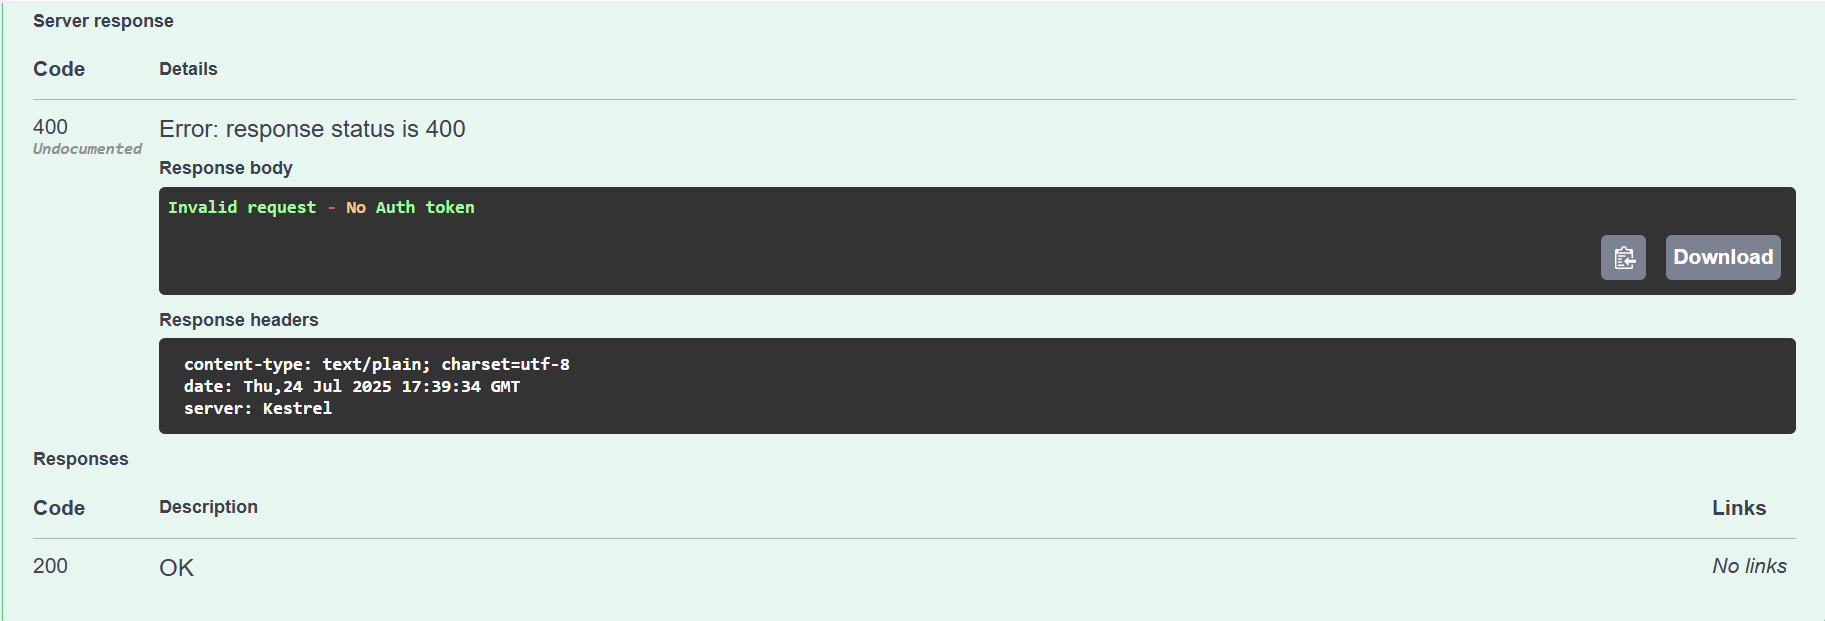 Server response
Code Details
400 Error: response status is 400
Undocumented
Response body
Invalid request - No Auth token
Download
Response headers
content-type: text/plain; charset=utf-8
date: Thu,24 Jul 2025 17:39:34 GMT
server: Kestrel
Responses
Code Description Links
200 OK No links